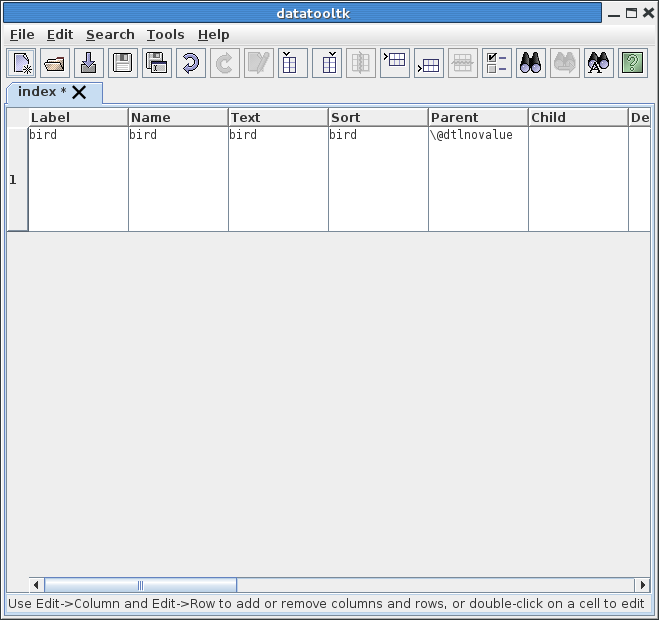 datatooltk
File Edit Search Tools Help
index *
Label Name Text Sort Parent Child De
1 bird bird bird bird \@dtlnovalue
Use Edit->Column and Edit->Row to add or remove columns and rows, or double-click on a cell to edit